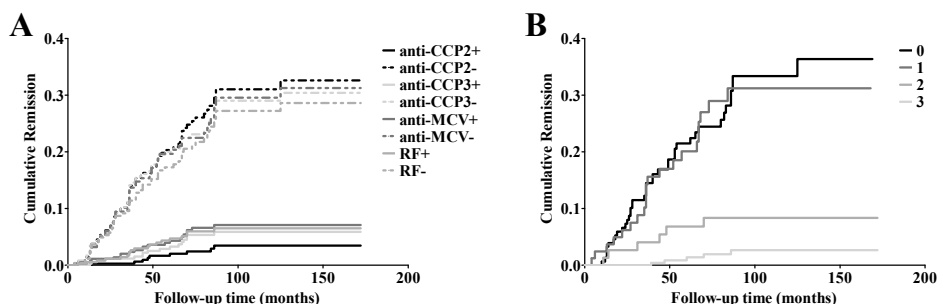 A
Cumulative Remission
0.4
0.3
0.2
0.1
0.0
0
50
100
150
200
Follow-up time (months)
anti-CCP2+
anti-CCP2-
anti-CCP3+
anti-CCP3-
anti-MCV+
anti-MCV-
RF+
RF-
B
Cumulative Remission
0.4
0.3
0.2
0.1
0.0
0
50
100
150
200
Follow-up time (months)
0
1
2
3